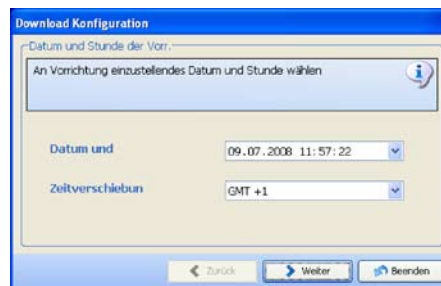 Download Konfiguration
Datum und Stunde der Vorr.
An Vorrichtung einzustellendes Datum und Stunde wählen
Datum und
09.07.2008 11:57:22
Zeitverschiebun
GMT +1
Zurück
Weiter
Beenden